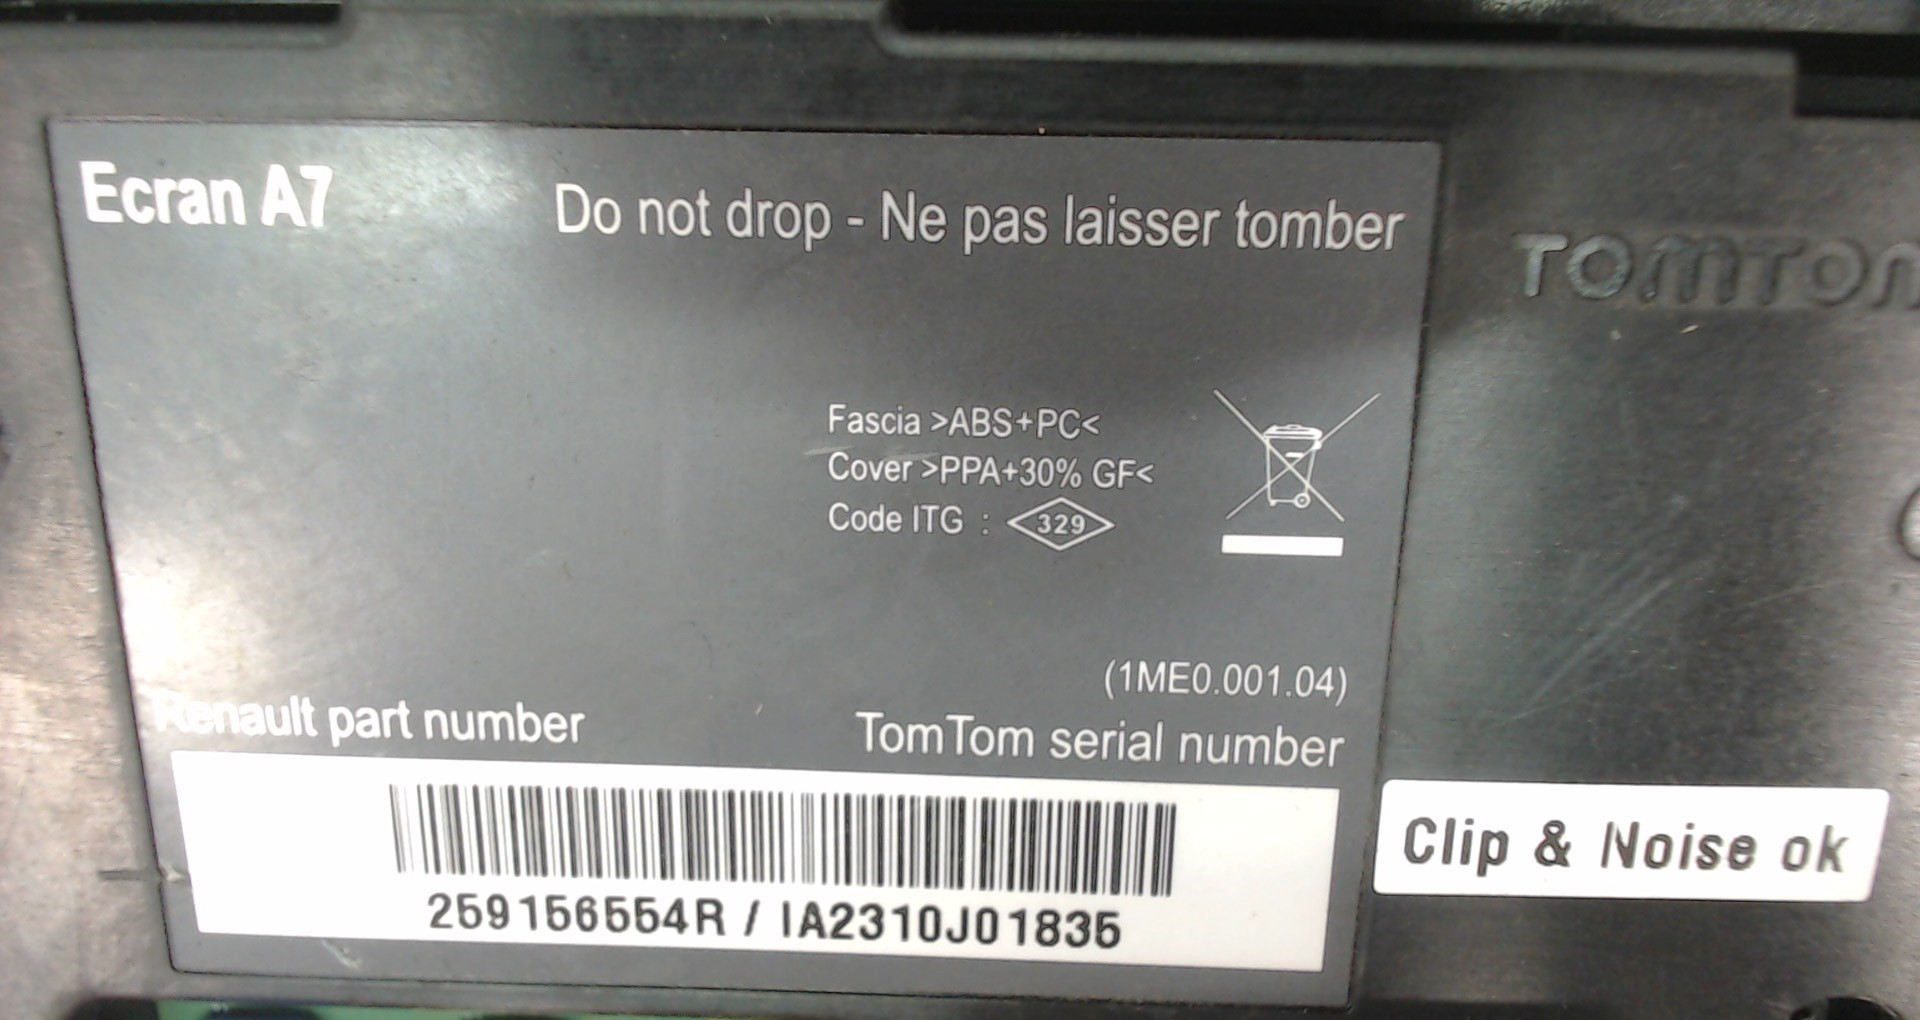 Ecran A7
Do not drop - Ne pas laisser tomber
TOMTOM
Fascia >ABS+PC<
Cover >PPA+30% GF<
Code ITG : 329
(1ME0.001.04)
Renault part number
TomTom serial number
259156554R / IA2310J01835
Clip & Noise ok